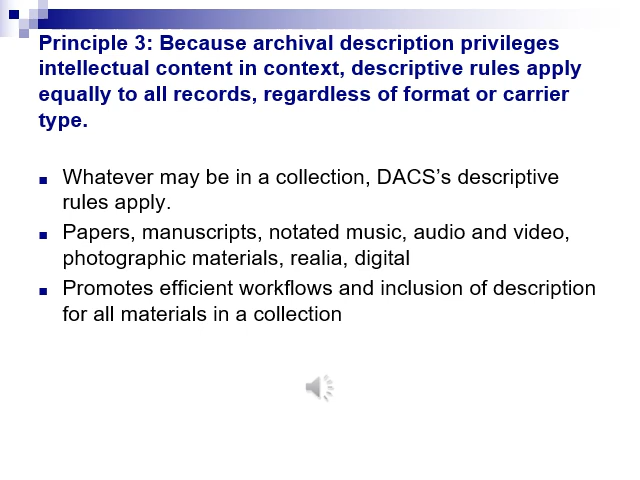 Principle 3: Because archival description privileges
intellectual content in context, descriptive rules apply
equally to all records, regardless of format or carrier
type.
Whatever may be in a collection, DACS’s descriptive
rules apply.
Papers, manuscripts, notated music, audio and video,
photographic materials, realia, digital
Promotes efficient workflows and inclusion of description
for all materials in a collection